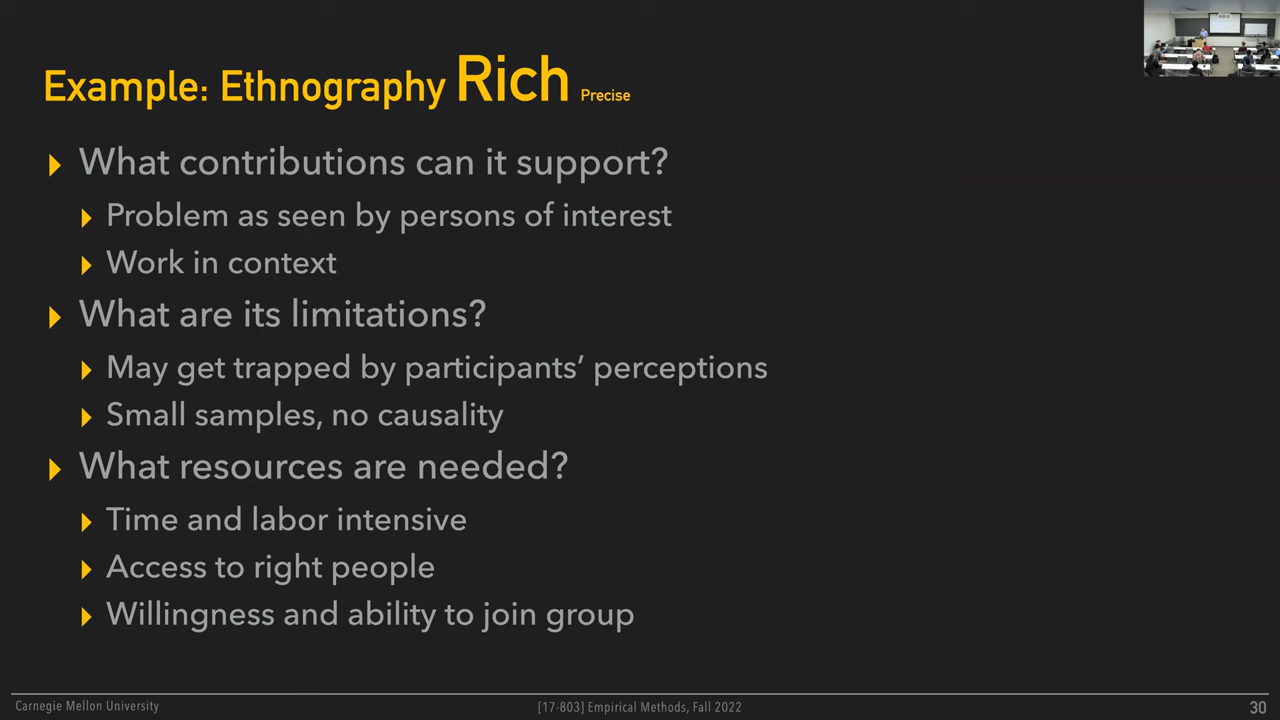 Example: Ethnography Rich Precise
What contributions can it support?
Problem as seen by persons of interest
Work in context
What are its limitations?
May get trapped by participants’ perceptions
Small samples, no causality
What resources are needed?
Time and labor intensive
Access to right people
Willingness and ability to join group
Carnegie Mellon University
[17-803] Empirical Methods, Fall 2022
30